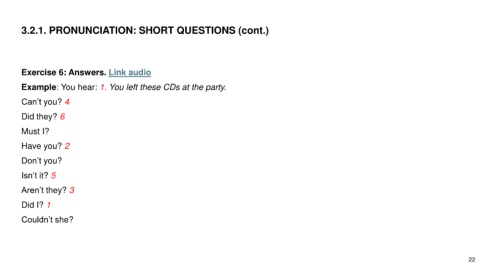 3.2.1. PRONUNCIATION: SHORT QUESTIONS (cont.)
Exercise 6: Answers. Link audio
Example: You hear: 1. You left these CDs at the party.
Can't you? 4
Did they? 6
Must I?
Have you? 2
Don't you?
Isn't it? 5
Aren't they? 3
Did I? 1
Couldn't she?
22